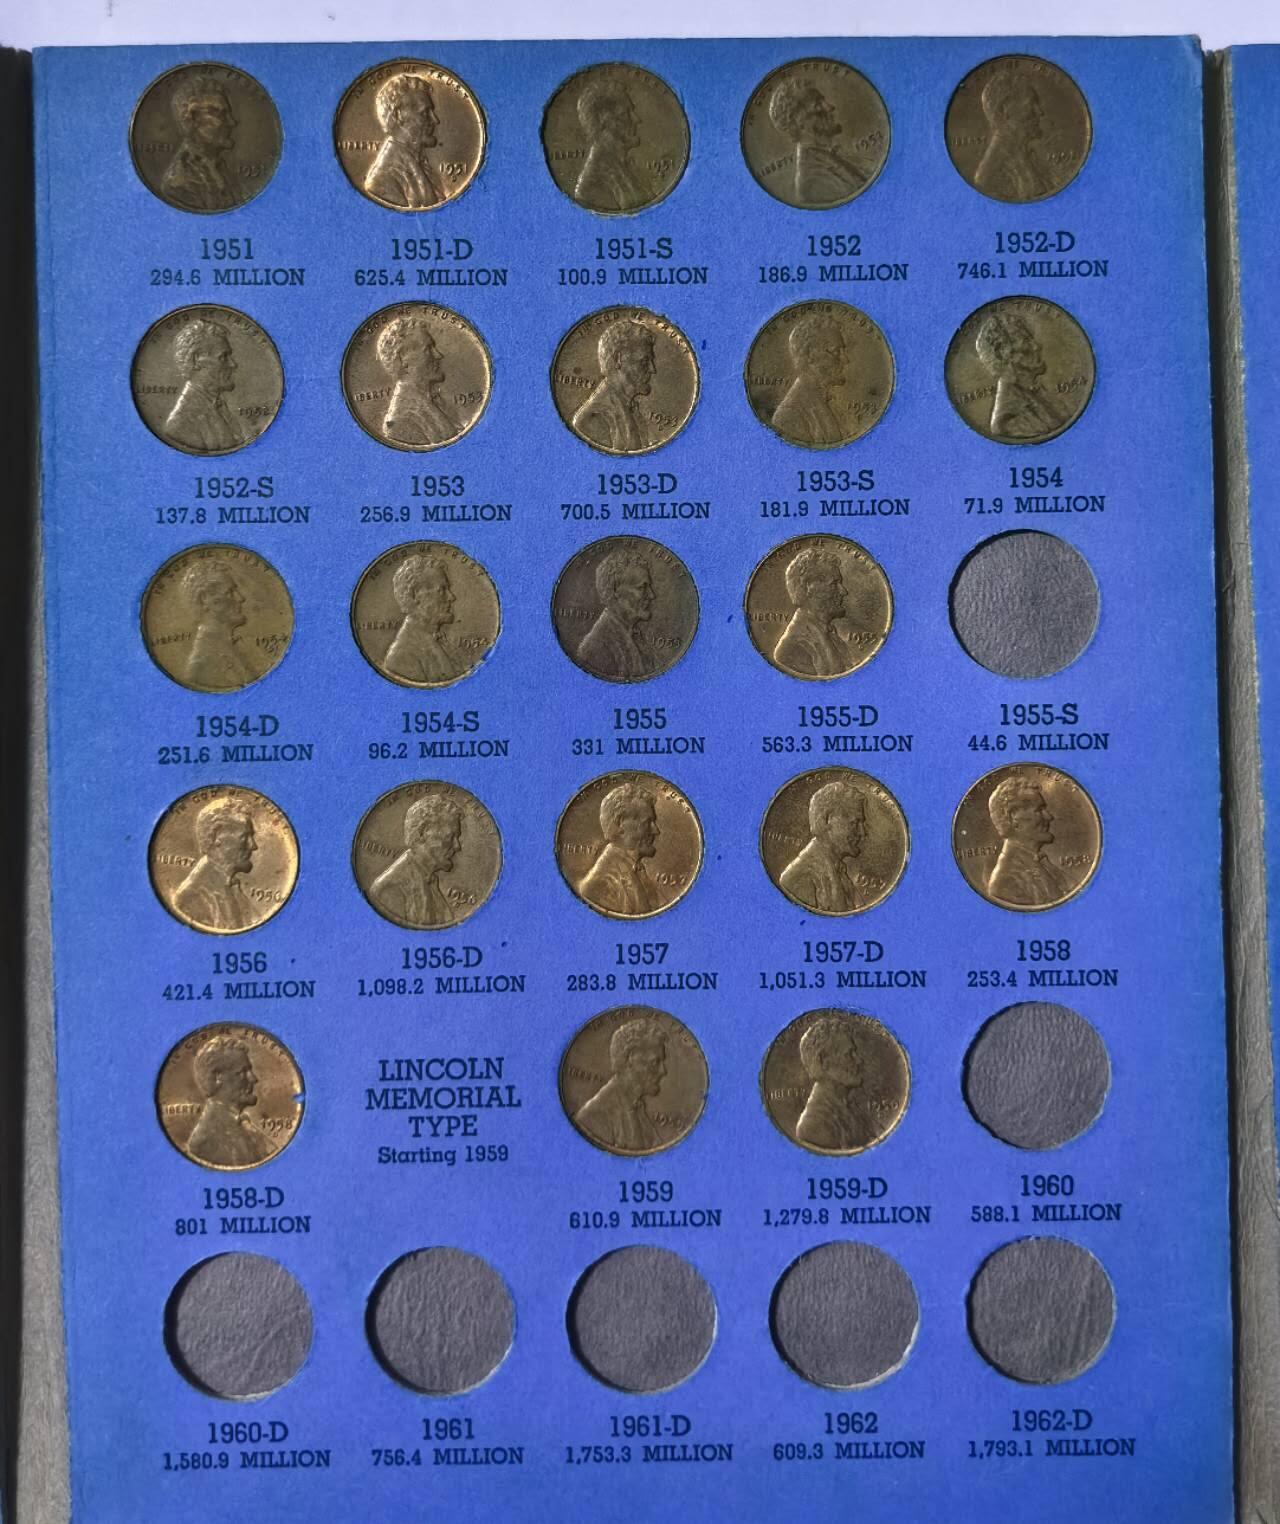 1951 1951-D 1951-S 1952 1952-D
294.6 MILLION 625.4 MILLION 100.9 MILLION 186.9 MILLION 746.1 MILLION
1952-S 1953 1953-D 1953-S 1954
137.8 MILLION 256.9 MILLION 700.5 MILLION 181.9 MILLION 71.9 MILLION
1954-D 1954-S 1955 1955-D 1955-S
251.6 MILLION 96.2 MILLION 331 MILLION 563.3 MILLION 44.6 MILLION
1956 1956-D 1957 1957-D 1958
421.4 MILLION 1,098.2 MILLION 283.8 MILLION 1,051.3 MILLION 253.4 MILLION
LINCOLN
MEMORIAL
TYPE
Starting 1959
1958-D 1959 1959-D 1960
801 MILLION 610.9 MILLION 1,279.8 MILLION 588.1 MILLION
1960-D 1961 1961-D 1962 1962-D
1,580.9 MILLION 756.4 MILLION 1,753.3 MILLION 609.3 MILLION 1,793.1 MILLION